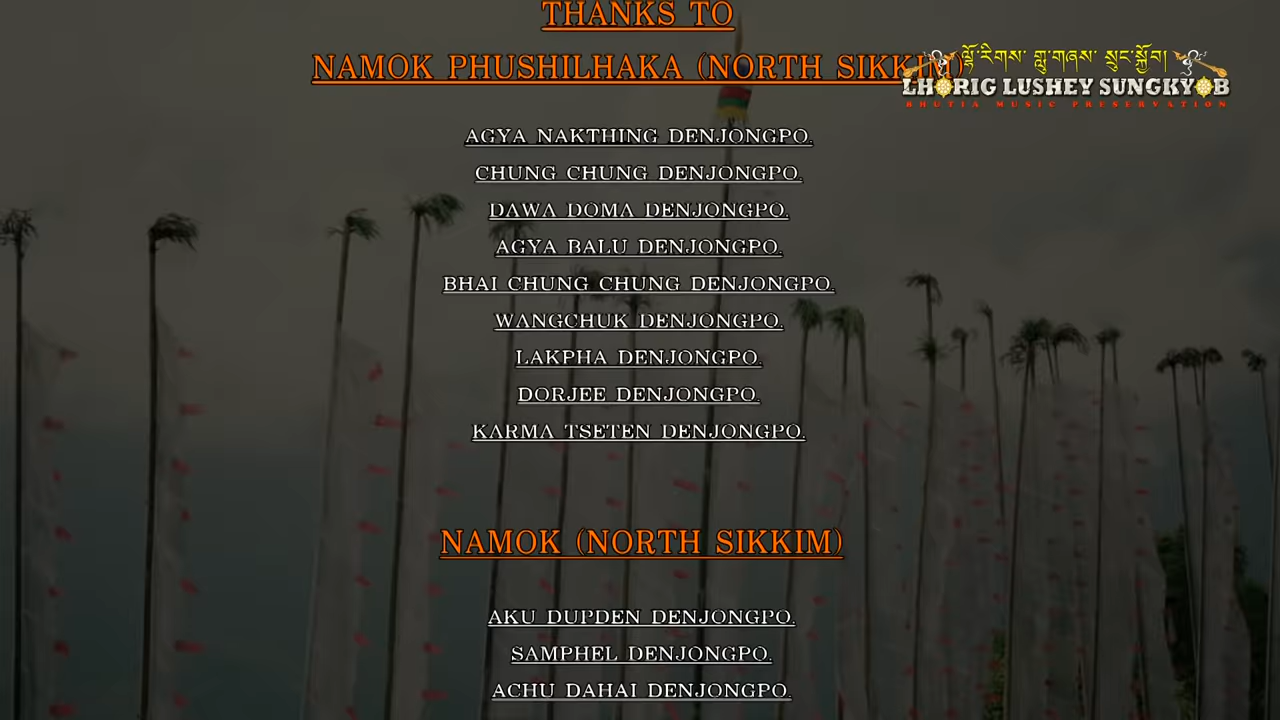 THANKS TO
NAMOK PHUSHILHAKA (NORTH SIKKIM)
ལྷོ་རིགས་ གླུ་གཞས་ སྲུང་སྐྱོབ།
LHORIG LUSHEY SUNGKYOB
BHUTIA MUSIC PRESERVATION
AGYA NAKTHING DENJONGPO.
CHUNG CHUNG DENJONGPO.
DAWA DOMA DENJONGPO.
AGYA BALU DENJONGPO.
BHAI CHUNG CHUNG DENJONGPO.
WANGCHUK DENJONGPO.
LAKPHA DENJONGPO.
DORJEE DENJONGPO.
KARMA TSETEN DENJONGPO.
NAMOK (NORTH SIKKIM)
AKU DUPDEN DENJONGPO.
SAMPHEL DENJONGPO.
ACHU DAHAI DENJONGPO.